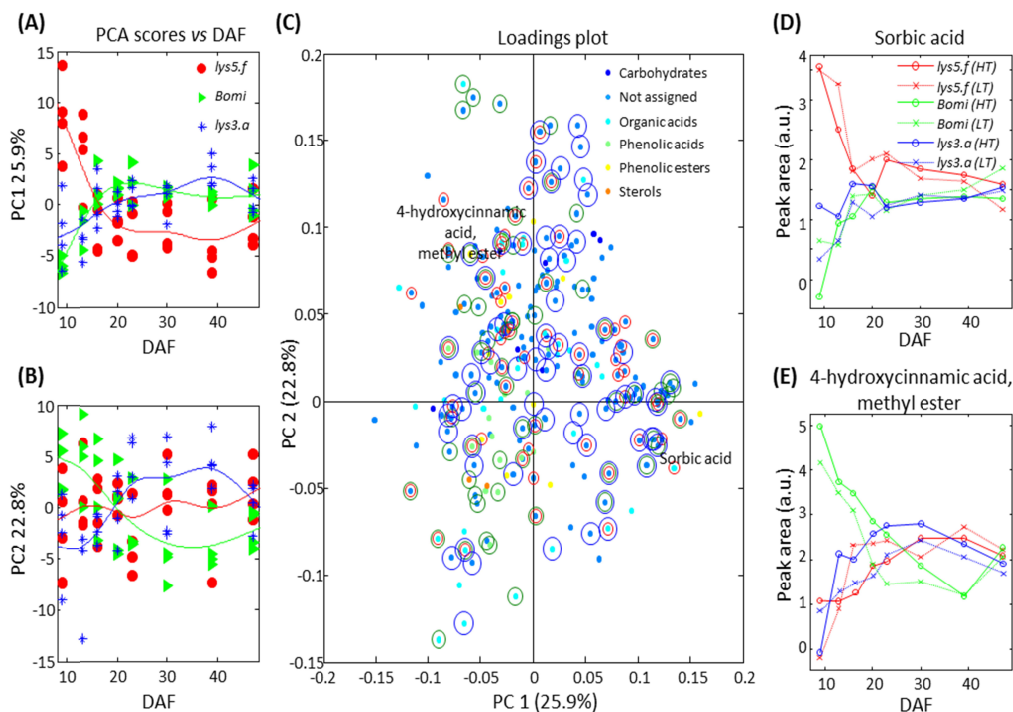 (A)
PCA scores vs DAF
15
10
5
0
-5
-10
PC1 25.9%
10 20 30 40
DAF
lys5.f
Bomi
lys3.a
(B)
10
5
0
-5
-10
-15
PC2 22.8%
10 20 30 40
DAF
(C)
Loadings plot
0.2
0.15
0.1
0.05
0
-0.05
-0.1
-0.15
PC 2 (22.8%)
-0.2 -0.15 -0.1 -0.05 0 0.05 0.1 0.15 0.2
PC 1 (25.9%)
Carbohydrates
Not assigned
Organic acids
Phenolic acids
Phenolic esters
Sterols
4-hydroxycinnamic
acid,
methyl ester
Sorbic acid
(D)
Sorbic acid
4
3
2
1
0
Peak area (a.u.)
10 20 30 40
DAF
lys5.f (HT)
lys5.f (LT)
Bomi (HT)
Bomi (LT)
lys3.a (HT)
lys3.a (LT)
(E)
4-hydroxycinnamic acid,
methyl ester
5
4
3
2
1
0
Peak area (a.u.)
10 20 30 40
DAF